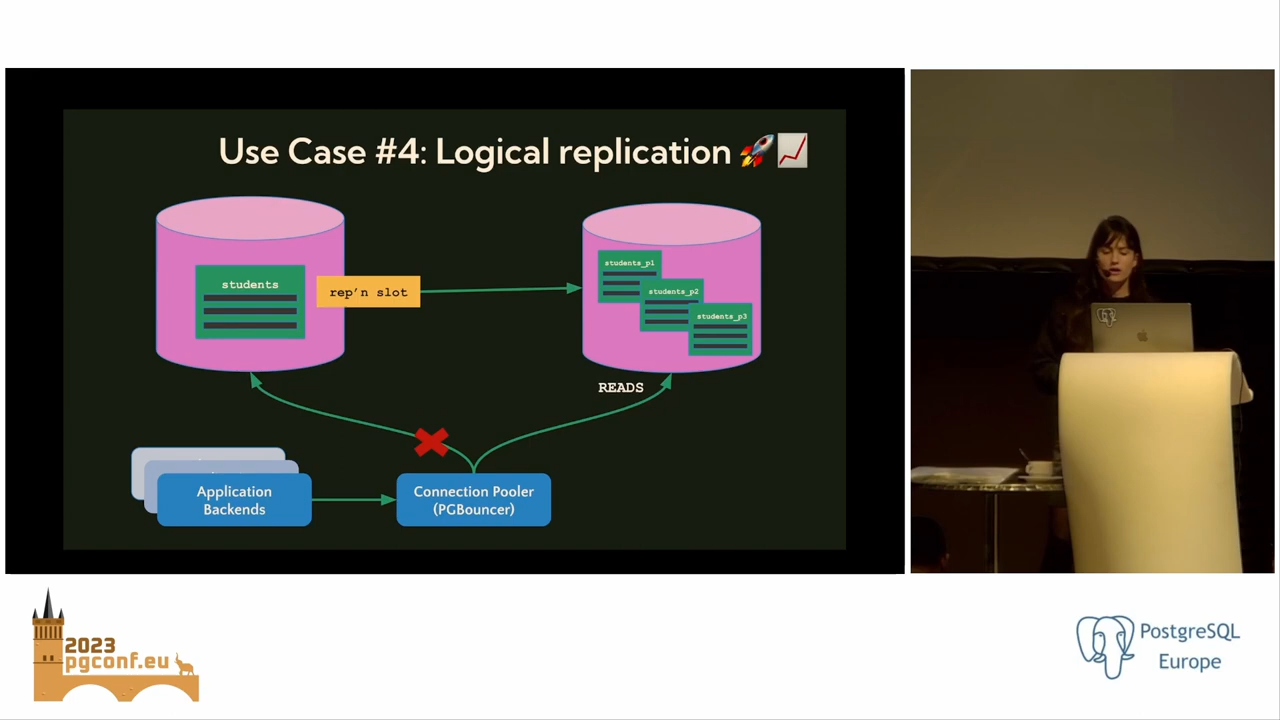 Use Case #4: Logical replication 🚀📈
students
rep'n slot
students_p1
students_p2
students_p3
READS
Application
Backends
Connection Pooler
(PGBouncer)
2023
pgconf.eu
PostgreSQL
Europe